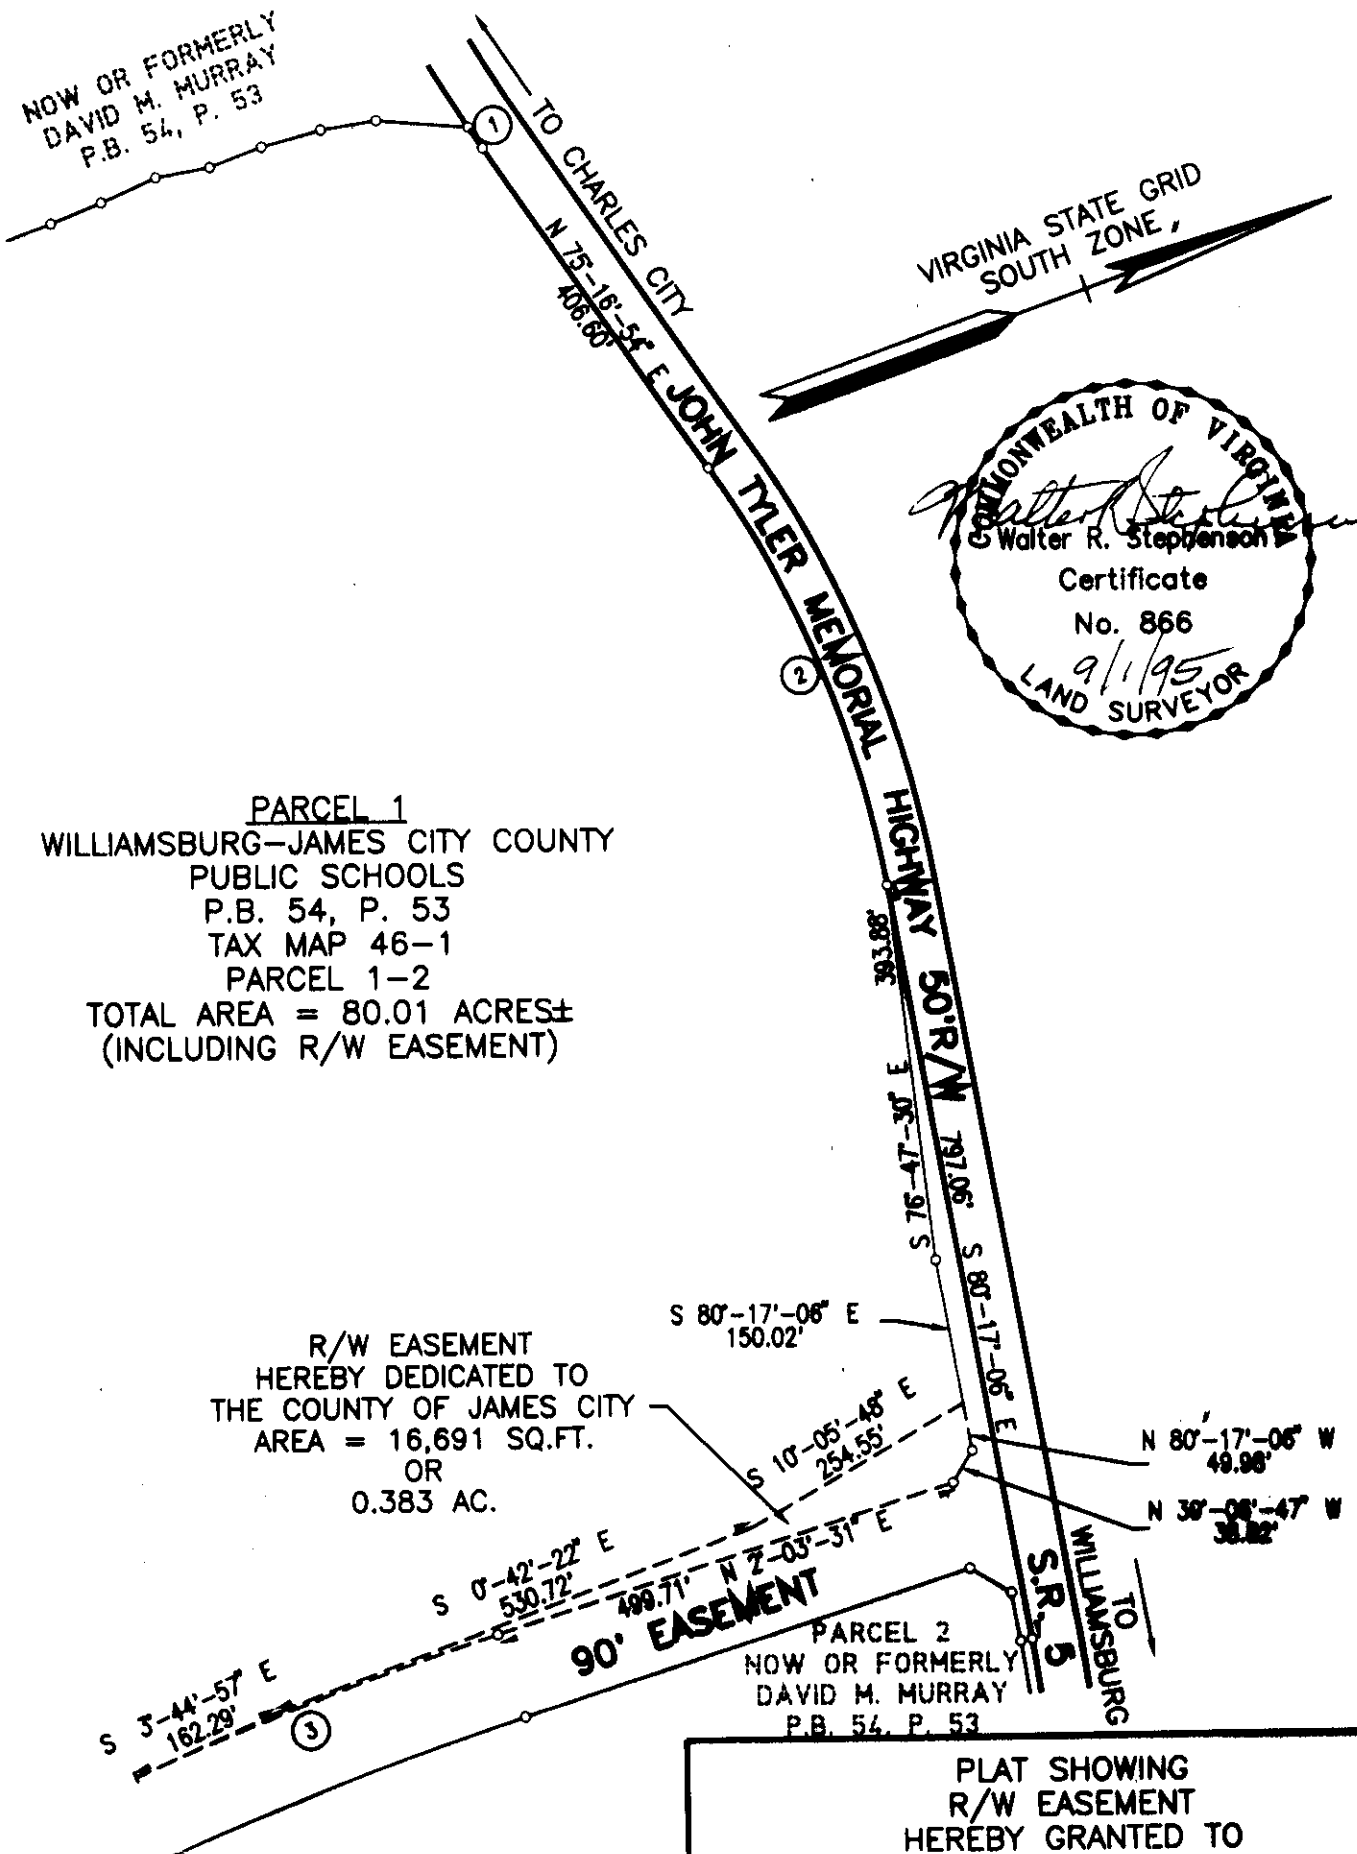 NOW OR FORMERLY
DAVID M. MURRAY
P.B. 54, P. 53
1
TO CHARLES CITY
N 75°-16'-54" E
406.60'
VIRGINIA STATE GRID
SOUTH ZONE
COMMONWEALTH OF VIRGINIA
Walter R. Stephenson
Walter R. Stephenson
Certificate
No. 866
9/1/95
LAND SURVEYOR
JOHN TYLER MEMORIAL HIGHWAY 50'R/W
2
PARCEL 1
WILLIAMSBURG-JAMES CITY COUNTY
PUBLIC SCHOOLS
P.B. 54, P. 53
TAX MAP 46-1
PARCEL 1-2
TOTAL AREA = 80.01 ACRES±
(INCLUDING R/W EASEMENT)
393.88'
S 76°-47'-30" E
797.06'
S 80°-17'-06" E
S 80°-17'-06" E
150.02'
R/W EASEMENT
HEREBY DEDICATED TO
THE COUNTY OF JAMES CITY
AREA = 16,691 SQ.FT.
OR
0.383 AC.
S 10°-05'-48" E
254.55'
N 80°-17'-06" W
49.96'
N 39°-06'-47" W
S 0°-42'-22" E
530.72'
N 2°-03'-31" E
499.71'
90' EASEMENT
S.R. 5
TO
WILLIAMSBURG
S 3°-44'-57" E
162.29'
3
PARCEL 2
NOW OR FORMERLY
DAVID M. MURRAY
P.B. 54, P. 53
PLAT SHOWING
R/W EASEMENT
HEREBY GRANTED TO